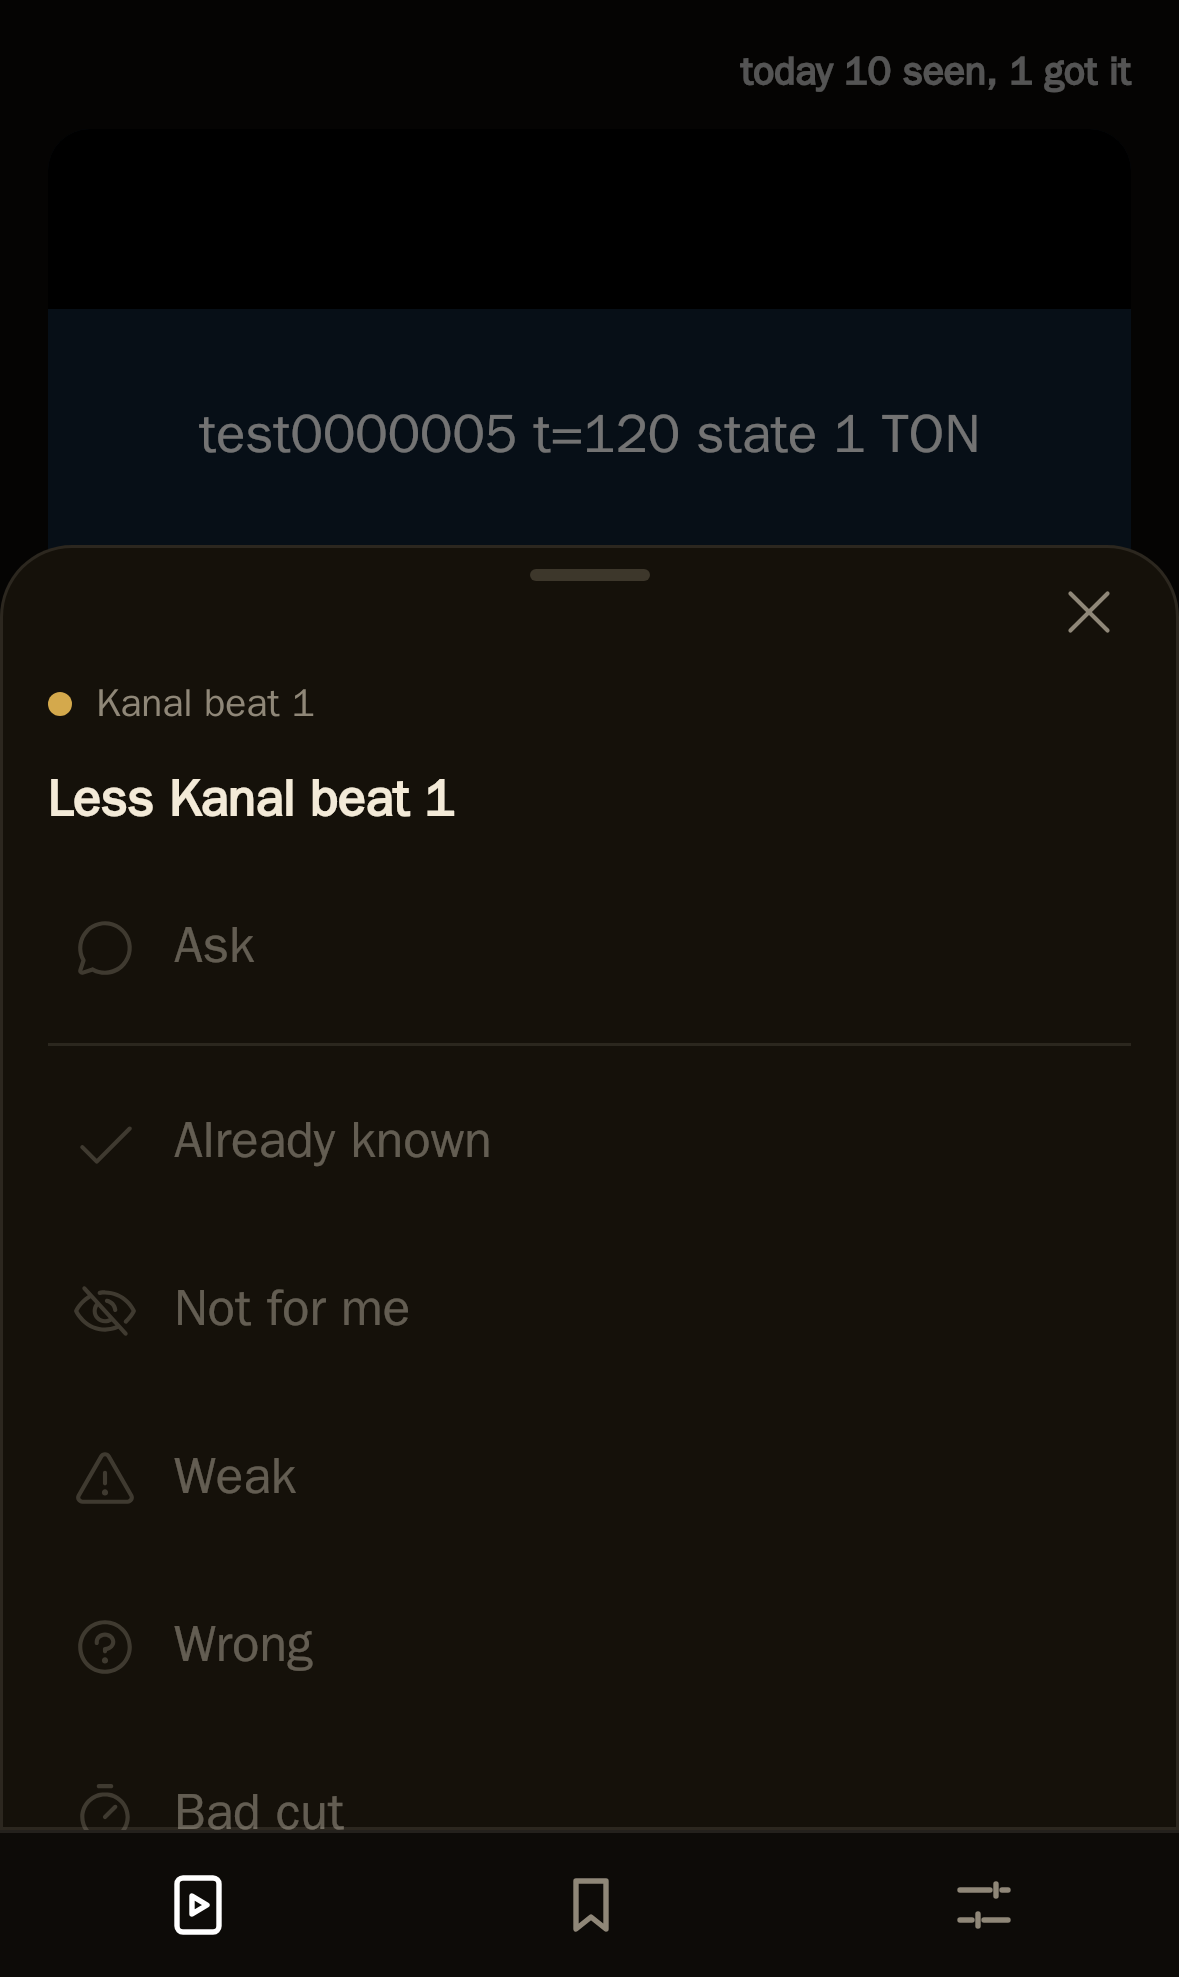 today 10 seen, 1 got it
test0000005 t=120 state 1 TON
Kanal beat 1
Less Kanal beat 1
Ask
Already known
Not for me
Weak
Wrong
Bad cut